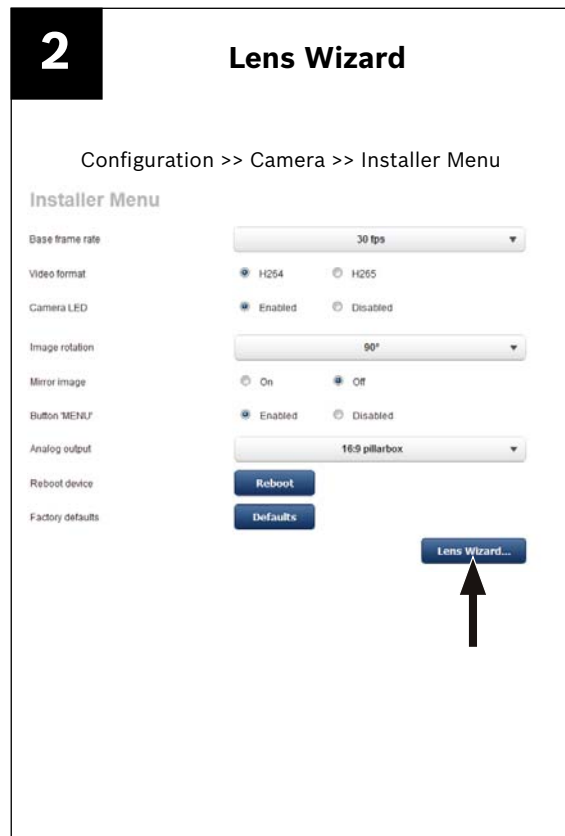 2
Lens Wizard
Configuration >> Camera >> Installer Menu
Installer Menu
Base frame rate 30 fps
Video format H264 H265
Camera LED Enabled Disabled
Image rotation 90°
Mirror image On Off
Button 'MENU' Enabled Disabled
Analog output 16:9 pillarbox
Reboot device Reboot
Factory defaults Defaults
Lens Wizard...